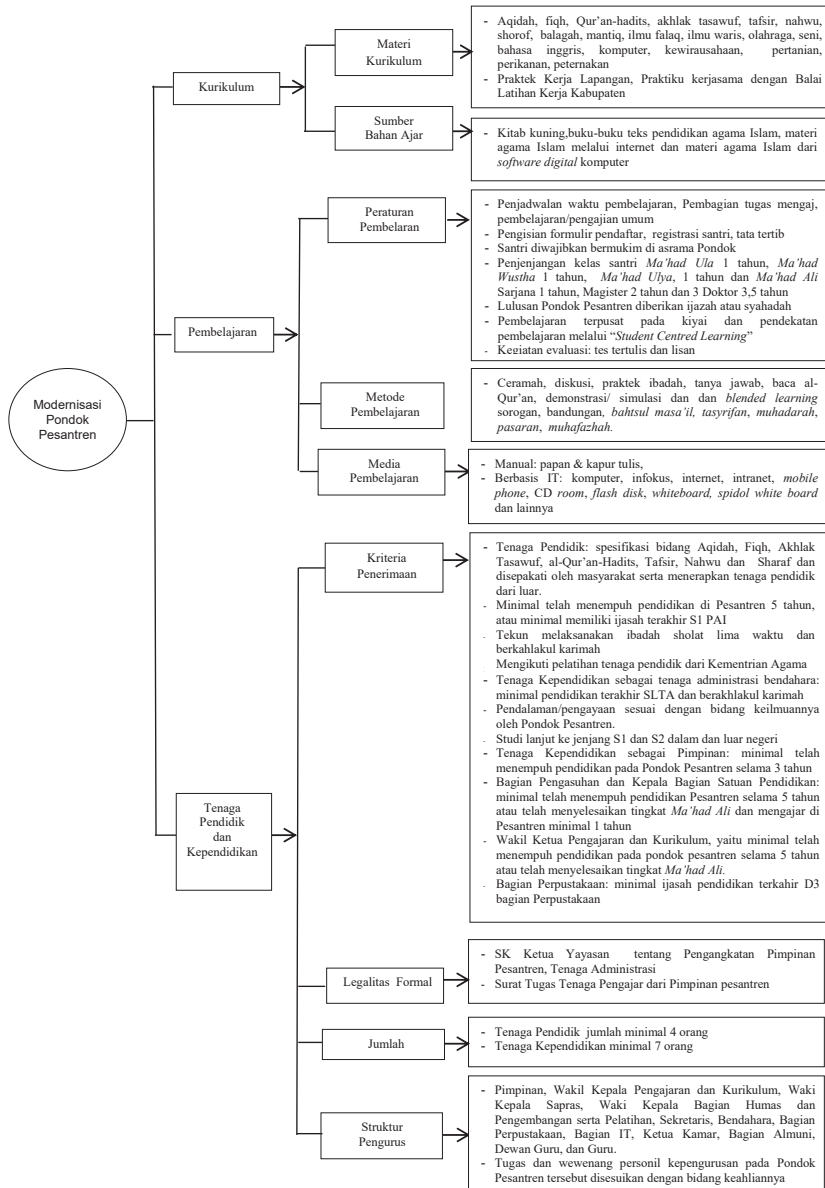 Modernisasi
Pondok
Pesantren
Kurikulum
Materi
Kurikulum
- Aqidah, fiqh, Qur'an-hadits, akhlak tasawuf, tafsir, nahwu,
shorof, balagah, mantiq, ilmu falaq, ilmu waris, olahraga, seni,
bahasa inggris, komputer, kewirausahaan, pertanian,
perikanan, peternakan
- Praktek Kerja Lapangan, Praktiku kerjasama dengan Balai
Latihan Kerja Kabupaten
Sumber
Bahan Ajar
- Kitab kuning,buku-buku teks pendidikan agama Islam, materi
agama Islam melalui internet dan materi agama Islam dari
software digital komputer
Pembelajaran
Peraturan
Pembelaran
- Penjadwalan waktu pembelajaran, Pembagian tugas mengaj,
pembelajaran/pengajian umum
- Pengisian formulir pendaftar, registrasi santri, tata tertib
- Santri diwajibkan bermukim di asrama Pondok
- Penjenjangan kelas santri Ma'had Ula 1 tahun, Ma'had
Wustha 1 tahun, Ma'had Ulya, 1 tahun dan Ma'had Ali
Sarjana 1 tahun, Magister 2 tahun dan 3 Doktor 3,5 tahun
- Lulusan Pondok Pesantren diberikan ijazah atau syahadah
- Pembelajaran terpusat pada kiyai dan pendekatan
pembelajaran melalui "Student Centred Learning"
- Kegiatan evaluasi: tes tertulis dan lisan
Metode
Pembelajaran
- Ceramah, diskusi, praktek ibadah, tanya jawab, baca al-
Qur'an, demonstrasi/ simulasi dan dan blended learning
sorogan, bandungan, bahtsul masa'il, tasyrifan, muhadarah,
pasaran, muhafazhah.
Media
Pembelajaran
- Manual: papan & kapur tulis,
- Berbasis IT: komputer, infokus, internet, intranet, mobile
phone, CD room, flash disk, whiteboard, spidol white board
dan lainnya
Tenaga
Pendidik
dan
Kependidikan
Kriteria
Penerimaan
- Tenaga Pendidik: spesifikasi bidang Aqidah, Fiqh, Akhlak
Tasawuf, al-Qur'an-Hadits, Tafsir, Nahwu dan Sharaf dan
disepakati oleh masyarakat serta menerapkan tenaga pendidik
dari luar.
- Minimal telah menempuh pendidikan di Pesantren 5 tahun,
atau minimal memiliki ijasah terakhir S1 PAI
- Tekun melaksanakan ibadah sholat lima waktu dan
berkahlakul karimah
- Mengikuti pelatihan tenaga pendidik dari Kementrian Agama
- Tenaga Kependidikan sebagai tenaga administrasi bendahara:
minimal pendidikan terakhir SLTA dan berakhlakul karimah
- Pendalaman/pengayaan sesuai dengan bidang keilmuannya
oleh Pondok Pesantren.
- Studi lanjut ke jenjang S1 dan S2 dalam dan luar negeri
- Tenaga Kependidikan sebagai Pimpinan: minimal telah
menempuh pendidikan pada Pondok Pesantren selama 3 tahun
- Bagian Pengasuhan dan Kepala Bagian Satuan Pendidikan:
minimal telah menempuh pendidikan Pesantren selama 5 tahun
atau telah menyelesaikan tingkat Ma'had Ali dan mengajar di
Pesantren minimal 1 tahun
- Wakil Ketua Pengajaran dan Kurikulum, yaitu minimal telah
menempuh pendidikan pada pondok pesantren selama 5 tahun
atau telah menyelesaikan tingkat Ma'had Ali.
- Bagian Perpustakaan: minimal ijasah pendidikan terkahir D3
bagian Perpustakaan
Legalitas Formal
- SK Ketua Yayasan tentang Pengangkatan Pimpinan
Pesantren, Tenaga Administrasi
- Surat Tugas Tenaga Pengajar dari Pimpinan pesantren
Jumlah
- Tenaga Pendidik jumlah minimal 4 orang
- Tenaga Kependidikan minimal 7 orang
Struktur
Pengurus
- Pimpinan, Wakil Kepala Pengajaran dan Kurikulum, Waki
Kepala Sapras, Waki Kepala Bagian Humas dan
Pengembangan serta Pelatihan, Sekretaris, Bendahara, Bagian
Perpustakaan, Bagian IT, Ketua Kamar, Bagian Almuni,
Dewan Guru, dan Guru.
- Tugas dan wewenang personil kepengurusan pada Pondok
Pesantren tersebut disesuikan dengan bidang keahliannya